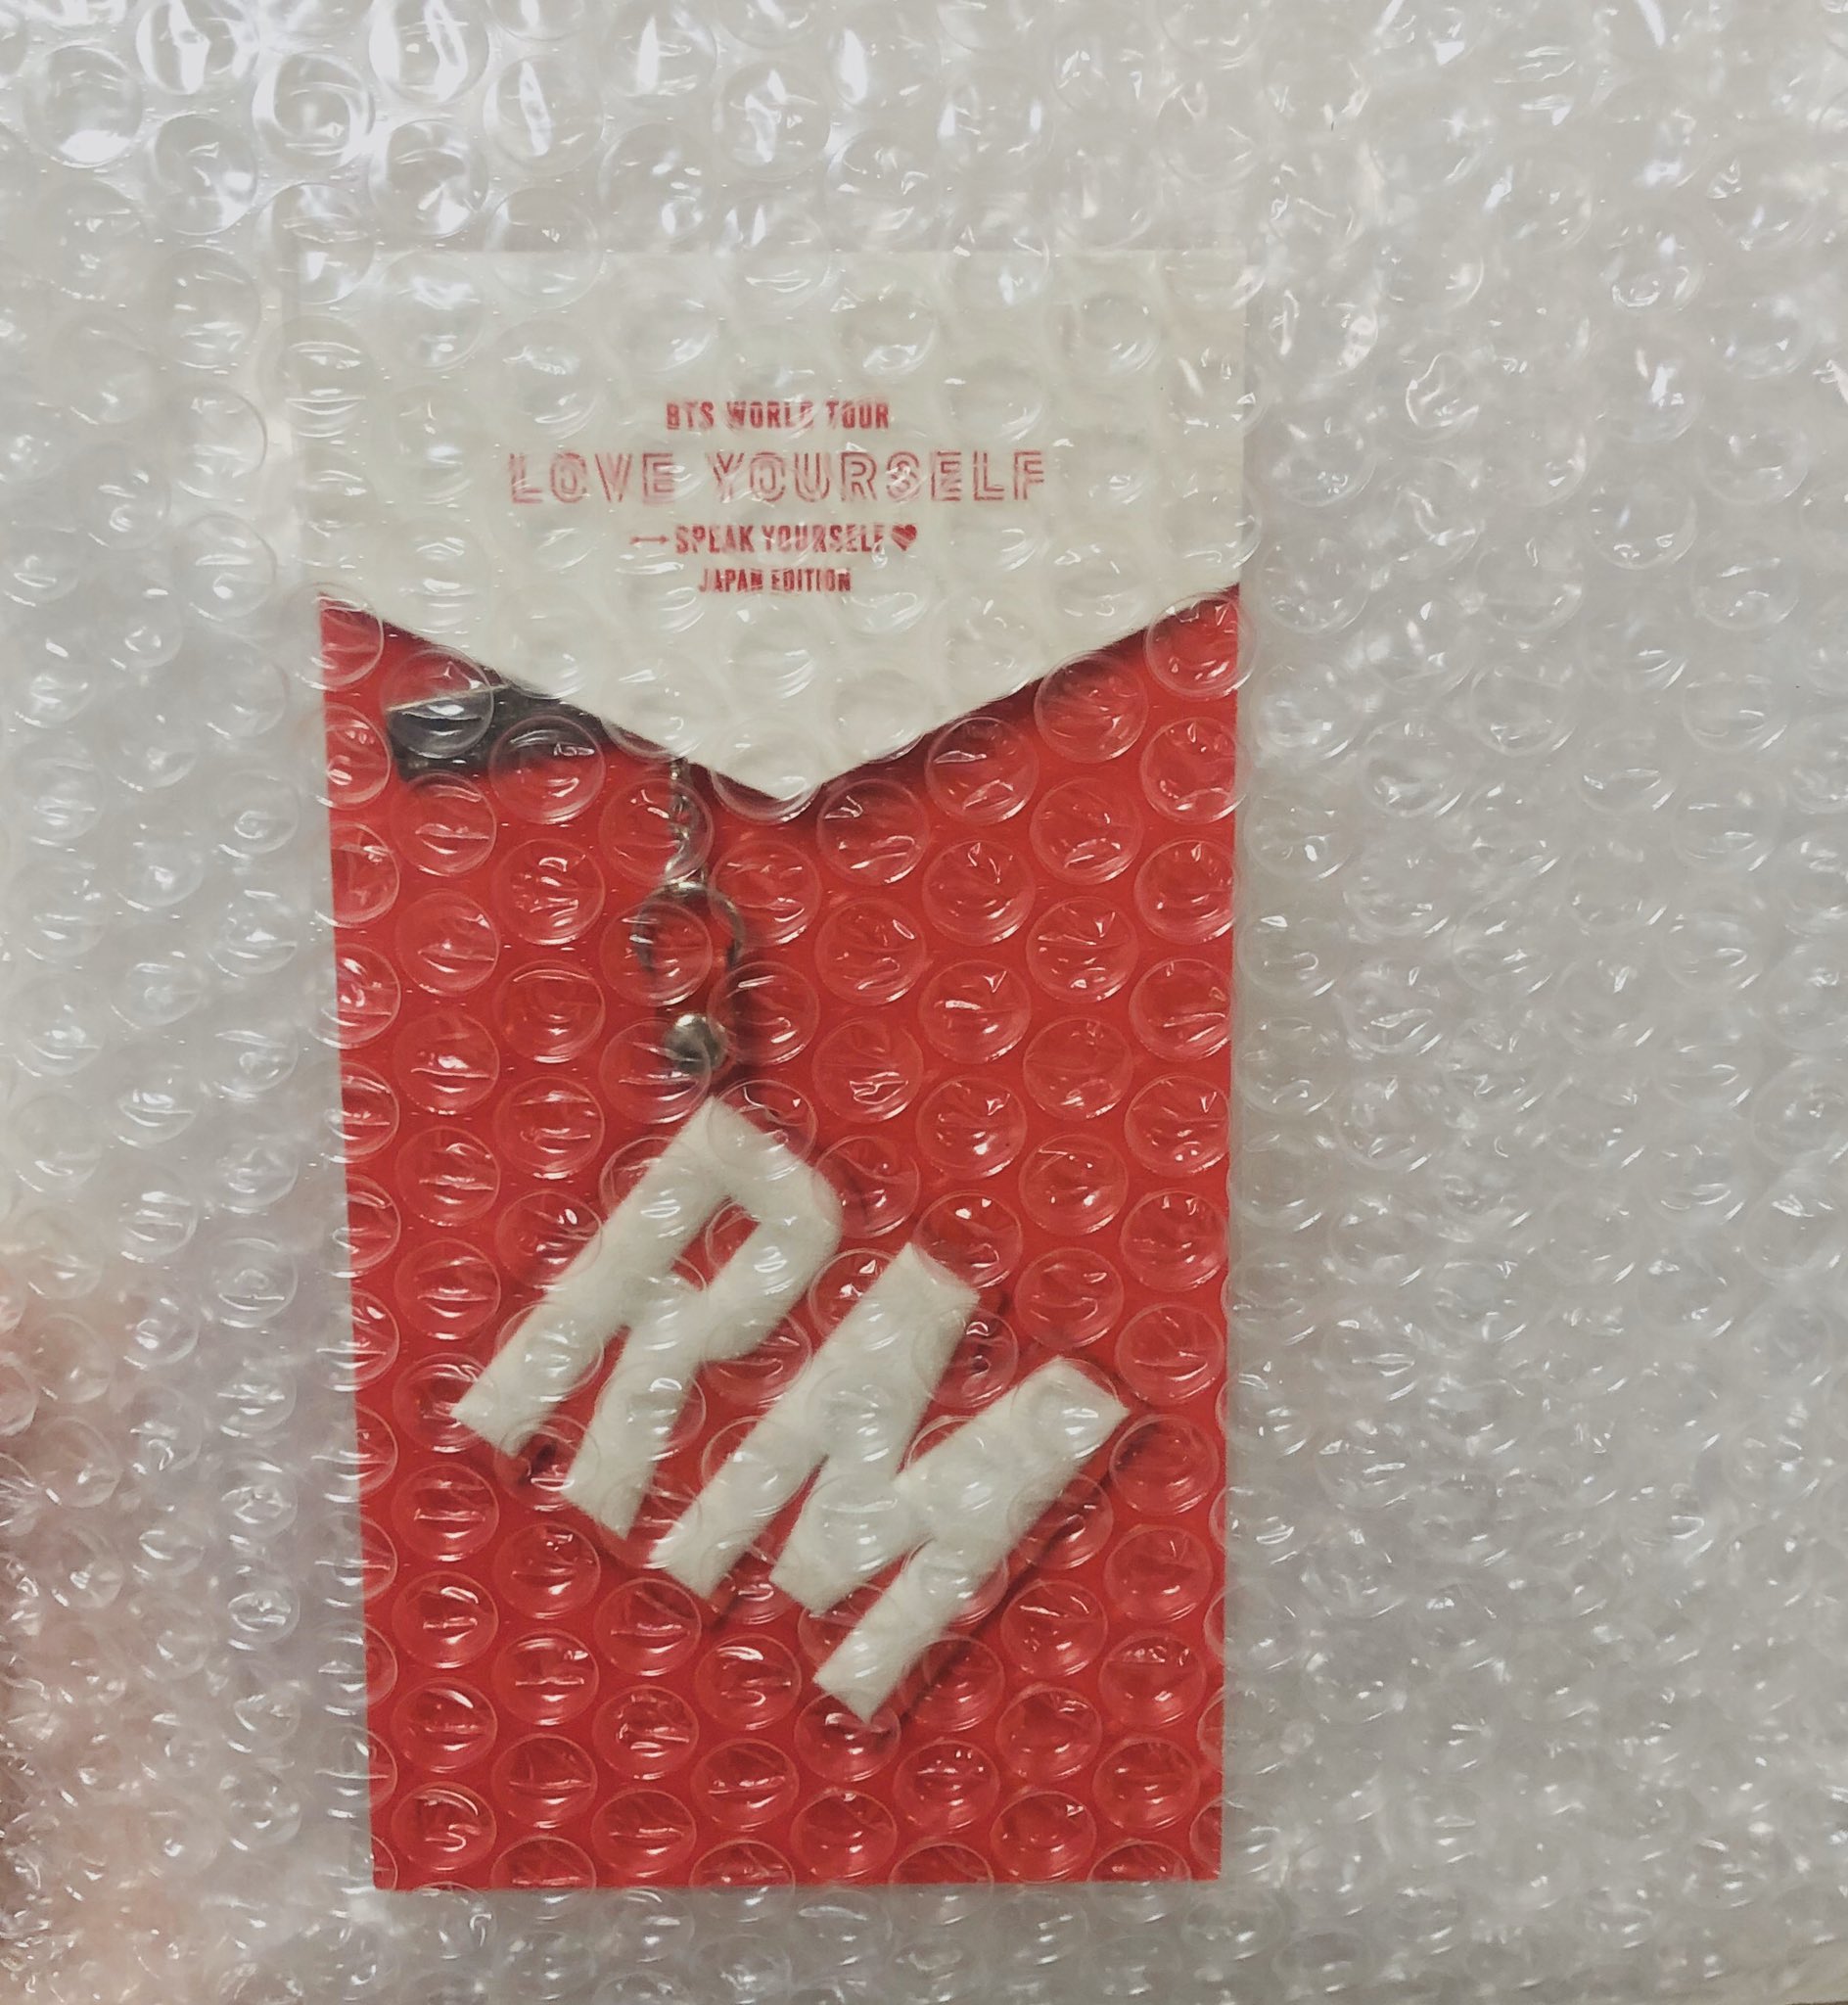 BTS WORLD TOUR
LOVE YOURSELF
SPEAK YOURSELF
JAPAN EDITION
RM